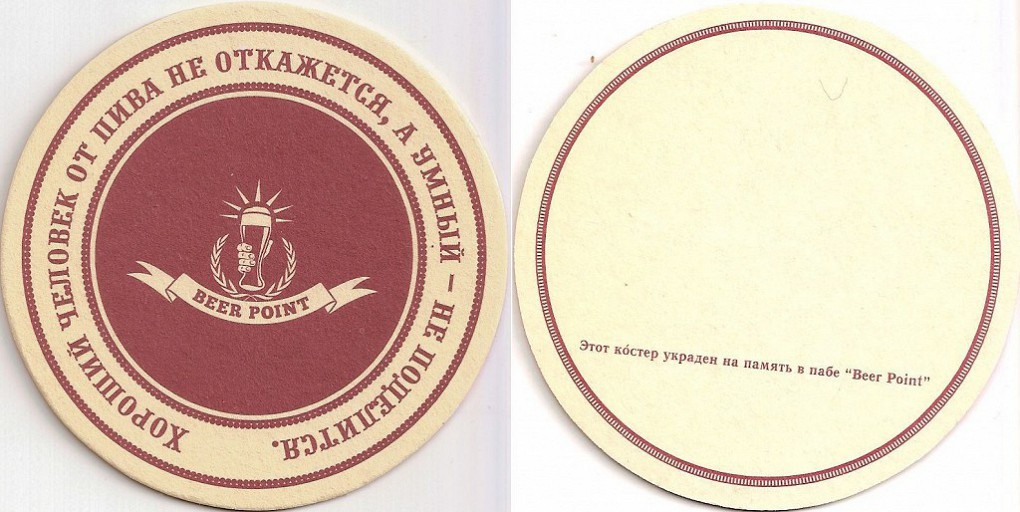 ХОРОШИЙ ЧЕЛОВЕК ОТ ПИВА НЕ ОТКАЖЕТСЯ, А УМНЫЙ – НЕ ПОДЕЛИТСЯ.
BEER POINT
Этот ко́стер украден на память в пабе “Beer Point”